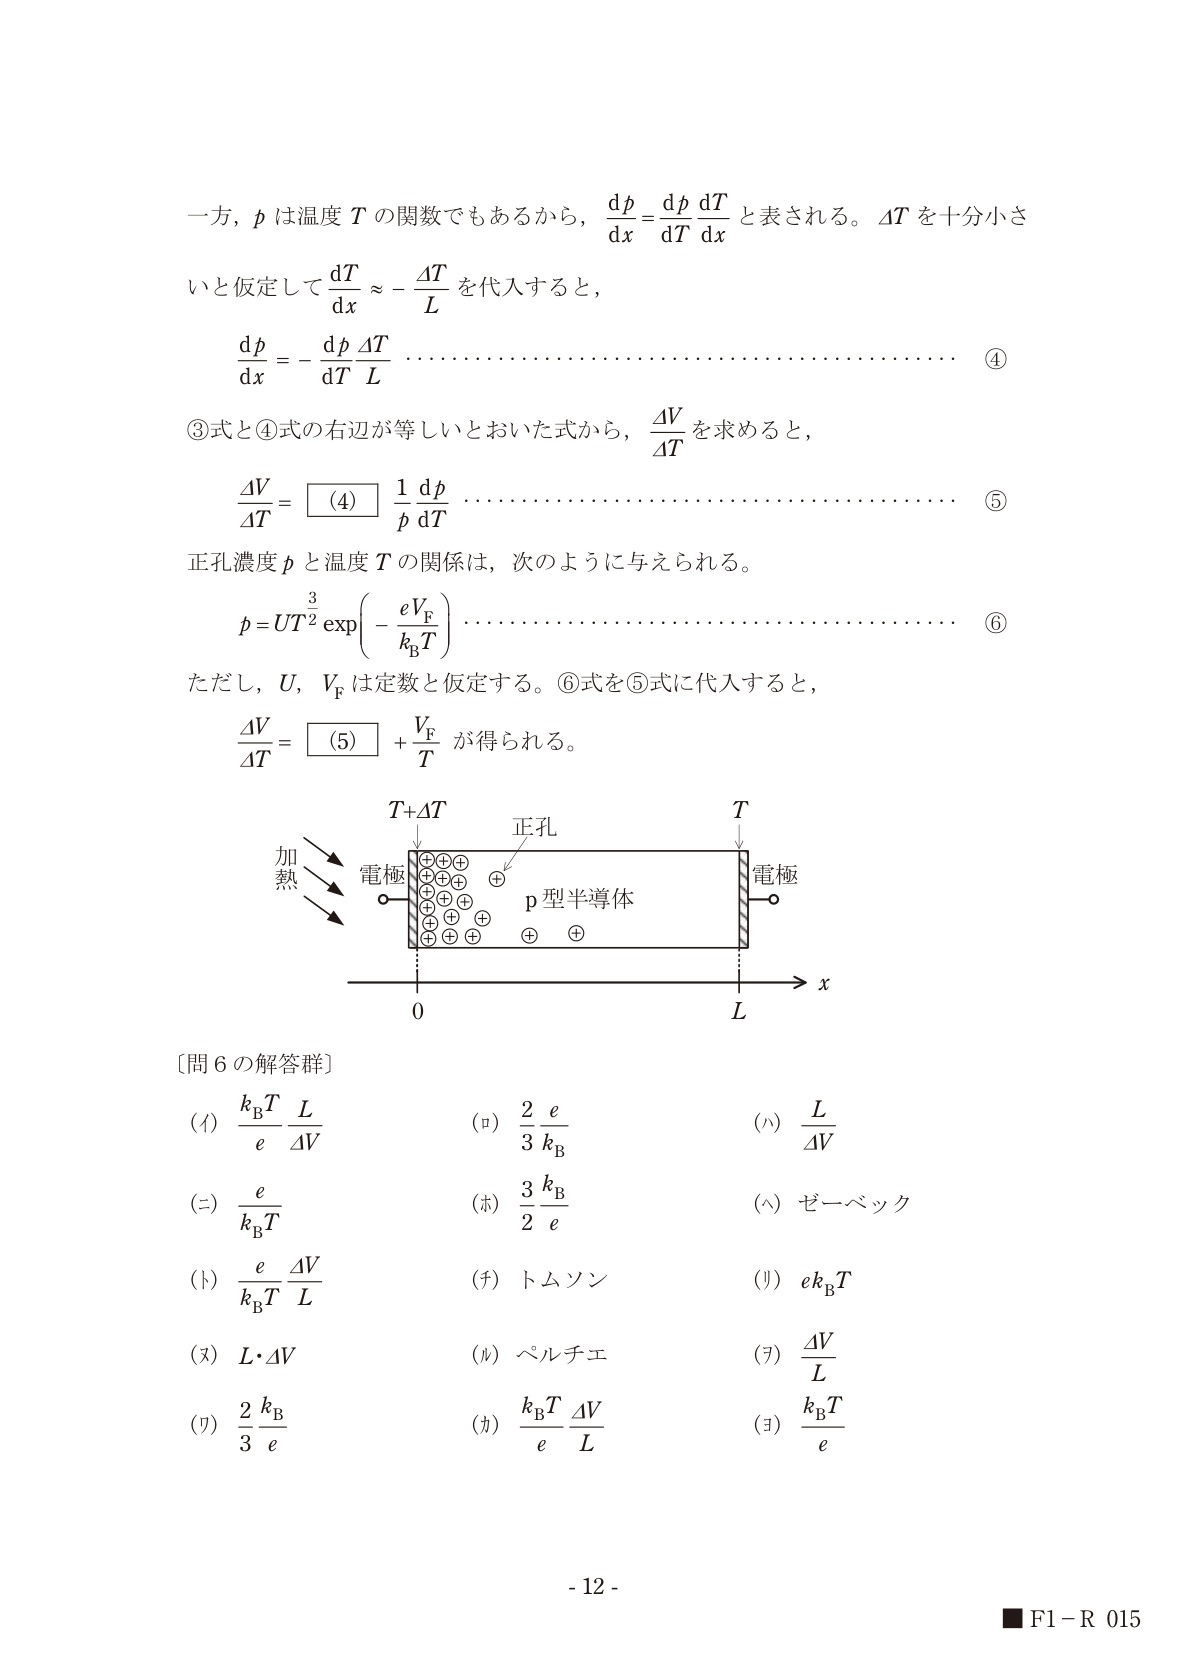 一方，p は温度 T の関数でもあるから， dp/dx = dp/dT dT/dx と表される。 ΔT を十分小さ
いと仮定して dT/dx ≈ − ΔT/L を代入すると，
dp/dx = − dp/dT ΔT/L ················································ ④
③式と④式の右辺が等しいとおいた式から， ΔV/ΔT を求めると，
ΔV/ΔT = (4) 1/p dp/dT ··········································· ⑤
正孔濃度 p と温度 T の関係は，次のように与えられる。
p = UT^(3/2) exp(− eV_F/k_BT) ··········································· ⑥
ただし，U， V_F は定数と仮定する。⑥式を⑤式に代入すると，
ΔV/ΔT = (5) + V_F/T が得られる。
T+ΔT
T
正孔
加熱
電極
電極
p 型半導体
x
0
L
〔問６の解答群〕
(イ) k_BT/e L/ΔV
(ロ) 2/3 e/k_B
(ハ) L/ΔV
(ニ) e/k_BT
(ホ) 3/2 k_B/e
(ヘ) ゼーベック
(ト) e/k_BT ΔV/L
(チ) トムソン
(リ) ek_BT
(ヌ) L･ΔV
(ル) ペルチエ
(ヲ) ΔV/L
(ワ) 2/3 k_B/e
(カ) k_BT/e ΔV/L
(ヨ) k_BT/e
- 12 -
■ F1－R 015